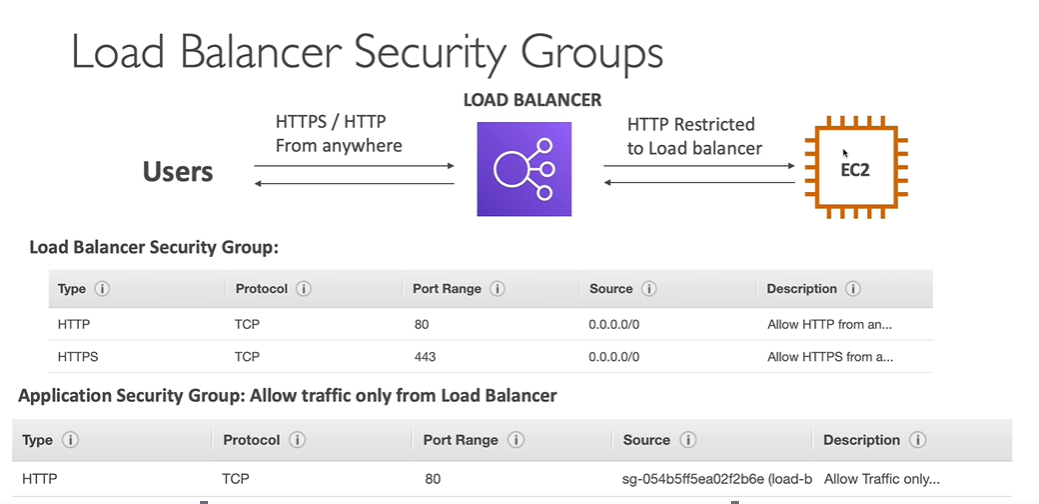 Load Balancer Security Groups
LOAD BALANCER
HTTPS / HTTP
From anywhere
HTTP Restricted
to Load balancer
Users
EC2
Load Balancer Security Group:
Type Protocol Port Range Source Description
HTTP TCP 80 0.0.0.0/0 Allow HTTP from an...
HTTPS TCP 443 0.0.0.0/0 Allow HTTPS from a...
Application Security Group: Allow traffic only from Load Balancer
Type Protocol Port Range Source Description
HTTP TCP 80 sg-054b5ff5ea02f2b6e (load-b Allow Traffic only...